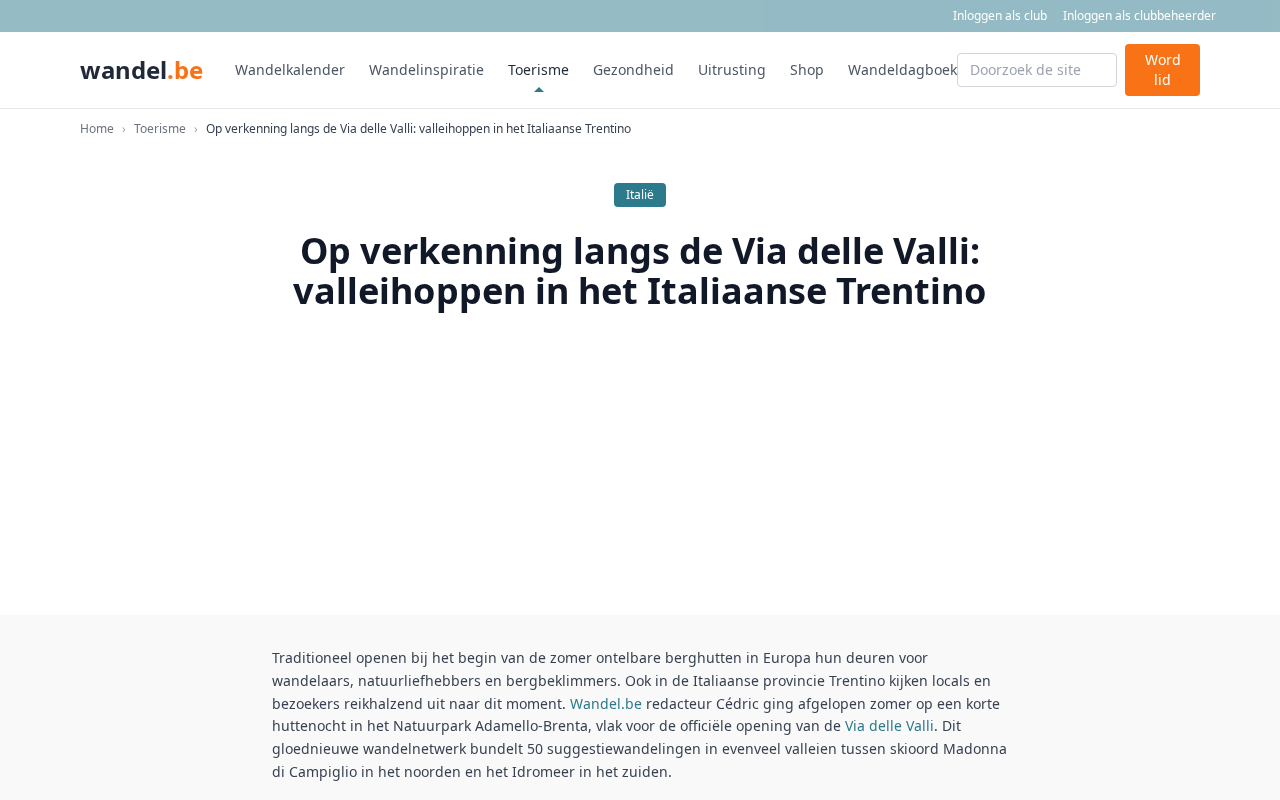 Inloggen als club Inloggen als clubbeheerder
wandel.be Wandelkalender Wandelinspiratie Toerisme Gezondheid Uitrusting Shop Wandeldagboek Doorzoek de site Word lid
Home › Toerisme › Op verkenning langs de Via delle Valli: valleihoppen in het Italiaanse Trentino
Italië
Op verkenning langs de Via delle Valli:
valleihoppen in het Italiaanse Trentino
Traditioneel openen bij het begin van de zomer ontelbare berghutten in Europa hun deuren voor
wandelaars, natuurliefhebbers en bergbeklimmers. Ook in de Italiaanse provincie Trentino kijken locals en
bezoekers reikhalzend uit naar dit moment. Wandel.be redacteur Cédric ging afgelopen zomer op een korte
huttenocht in het Natuurpark Adamello-Brenta, vlak voor de officiële opening van de Via delle Valli. Dit
gloednieuwe wandelnetwerk bundelt 50 suggestiewandelingen in evenveel valleien tussen skioord Madonna
di Campiglio in het noorden en het Idromeer in het zuiden.